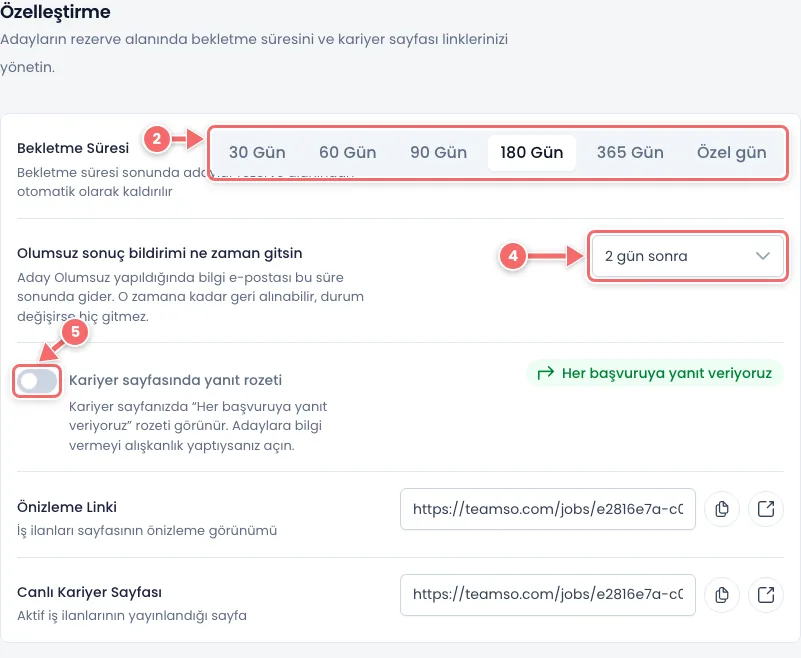 Özelleştirme
Adayların rezerve alanında bekletme süresini ve kariyer sayfası linklerinizi
yönetin.
Bekletme Süresi
2
30 Gün 60 Gün 90 Gün 180 Gün 365 Gün Özel gün
Bekletme süresi sonunda
otomatik olarak kaldırılır
Olumsuz sonuç bildirimi ne zaman gitsin
4
2 gün sonra
Aday Olumsuz yapıldığında bilgi e-postası bu süre
sonunda gider. O zamana kadar geri alınabilir, durum
değişirse hiç gitmez.
5
Kariyer sayfasında yanıt rozeti
Her başvuruya yanıt veriyoruz
Kariyer sayfanızda “Her başvuruya yanıt
veriyoruz” rozeti görünür. Adaylara bilgi
vermeyi alışkanlık yaptıysanız açın.
Önizleme Linki
https://teamso.com/jobs/e2816e7a-c0
İş ilanları sayfasının önizleme görünümü
Canlı Kariyer Sayfası
https://teamso.com/jobs/e2816e7a-c0
Aktif iş ilanlarının yayınlandığı sayfa